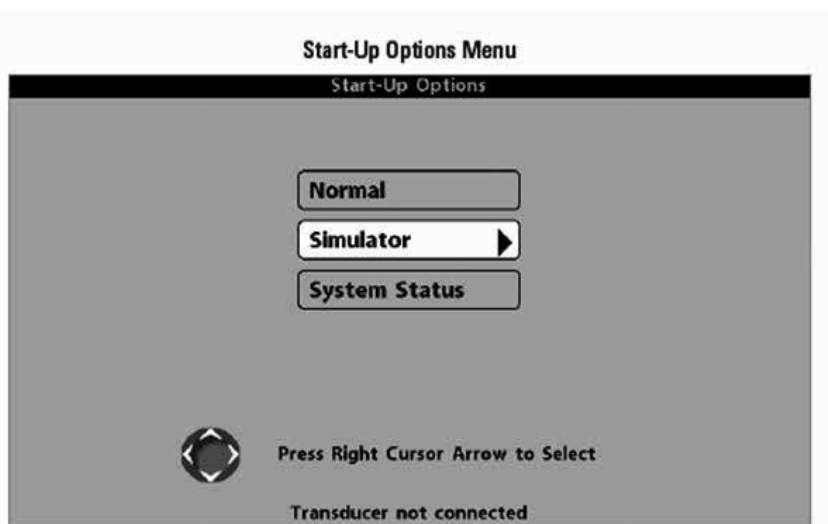 Start-Up Options Menu
Start-Up Options
Normal
Simulator
System Status
Press Right Cursor Arrow to Select
Transducer not connected